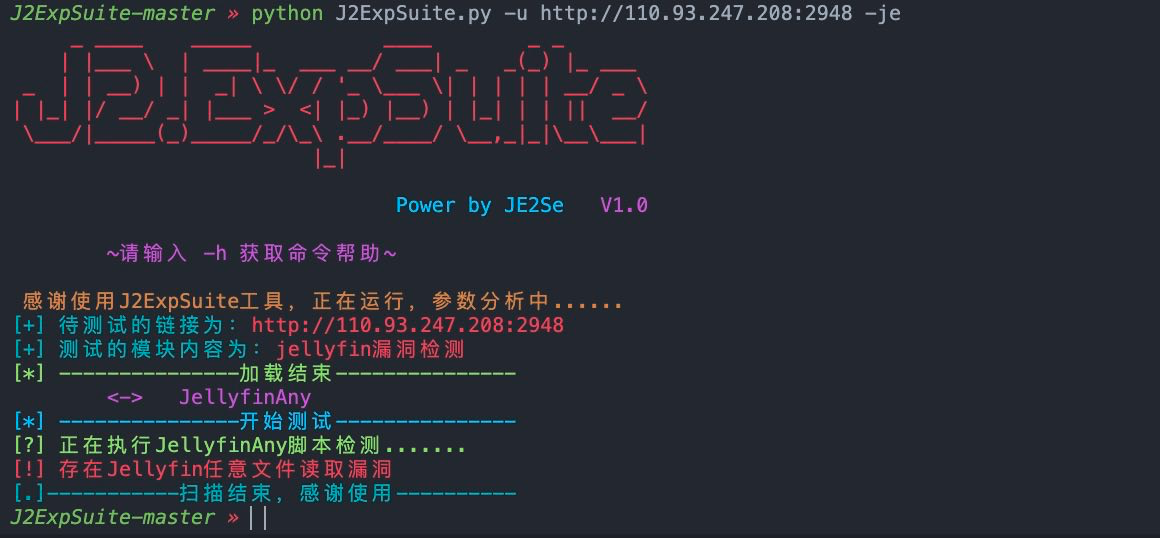 J2ExpSuite-master » python J2ExpSuite.py -u http://110.93.247.208:2948 -je
J2ExpSuite
Power by JE2Se V1.0
~请输入 -h 获取命令帮助~
感谢使用J2ExpSuite工具，正在运行，参数分析中......
[+] 待测试的链接为：http://110.93.247.208:2948
[+] 测试的模块内容为：jellyfin漏洞检测
[*] ---------------加载结束---------------
<-> JellyfinAny
[*] ---------------开始测试---------------
[?] 正在执行JellyfinAny脚本检测.......
[!] 存在Jellyfin任意文件读取漏洞
[.]-----------扫描结束，感谢使用----------
J2ExpSuite-master »